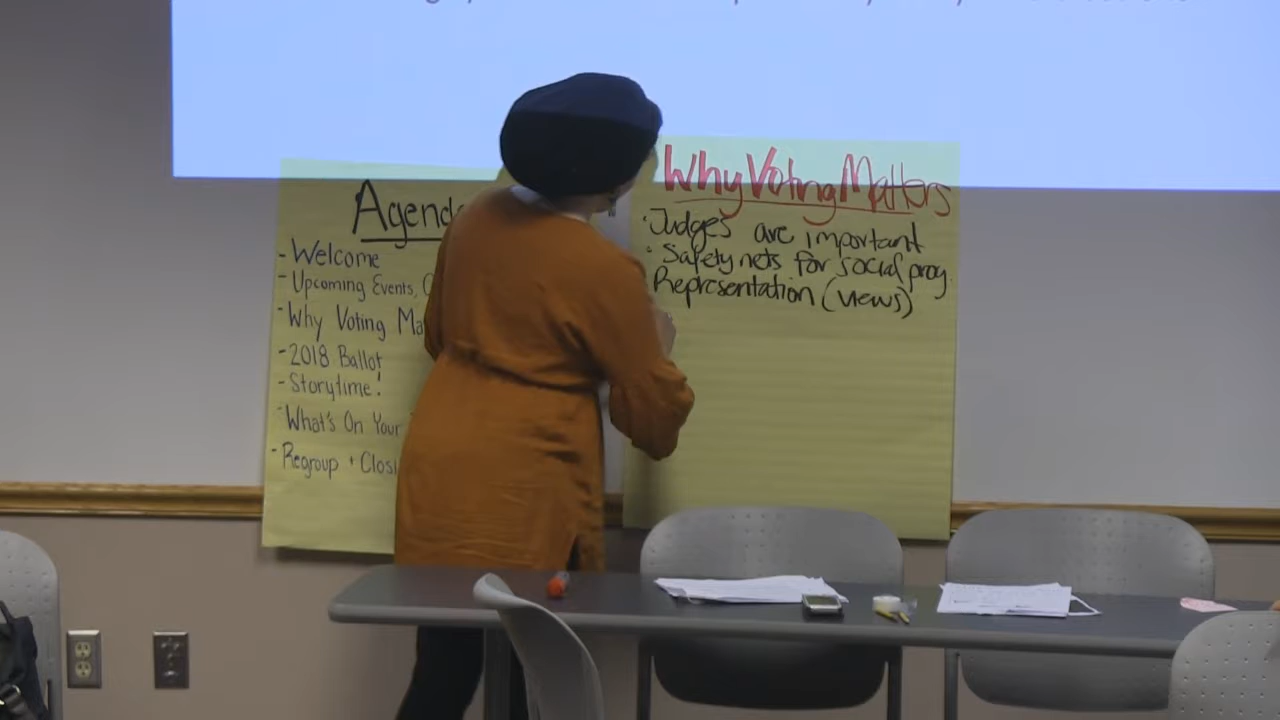 Agend
- Welcome
- Upcoming Events,
- Why Voting Ma
- 2018 Ballot
- Storytime!
- What's On Your
- Regroup + Closi
Why Voting Matters
· Judges are important
· Safety nets for social prog.
Representation (views)